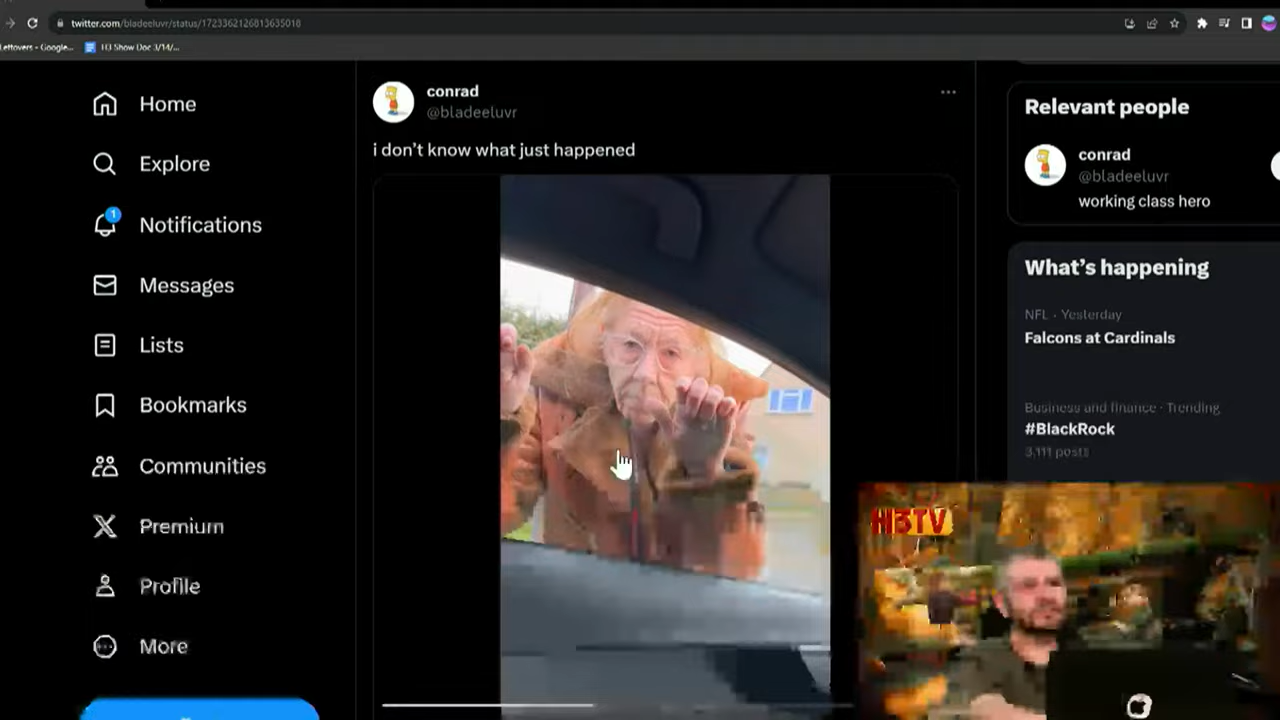 twitter.com/bladeeluvr/status/1723362126813635018
Leftovers - Google...
H3 Show Doc 3/14/...
Home
Explore
1
Notifications
Messages
Lists
Bookmarks
Communities
Premium
Profile
More
conrad
@bladeeluvr
i don't know what just happened
Relevant people
conrad
@bladeeluvr
working class hero
What's happening
NFL · Yesterday
Falcons at Cardinals
Business and finance · Trending
#BlackRock
3,111 posts
H3TV